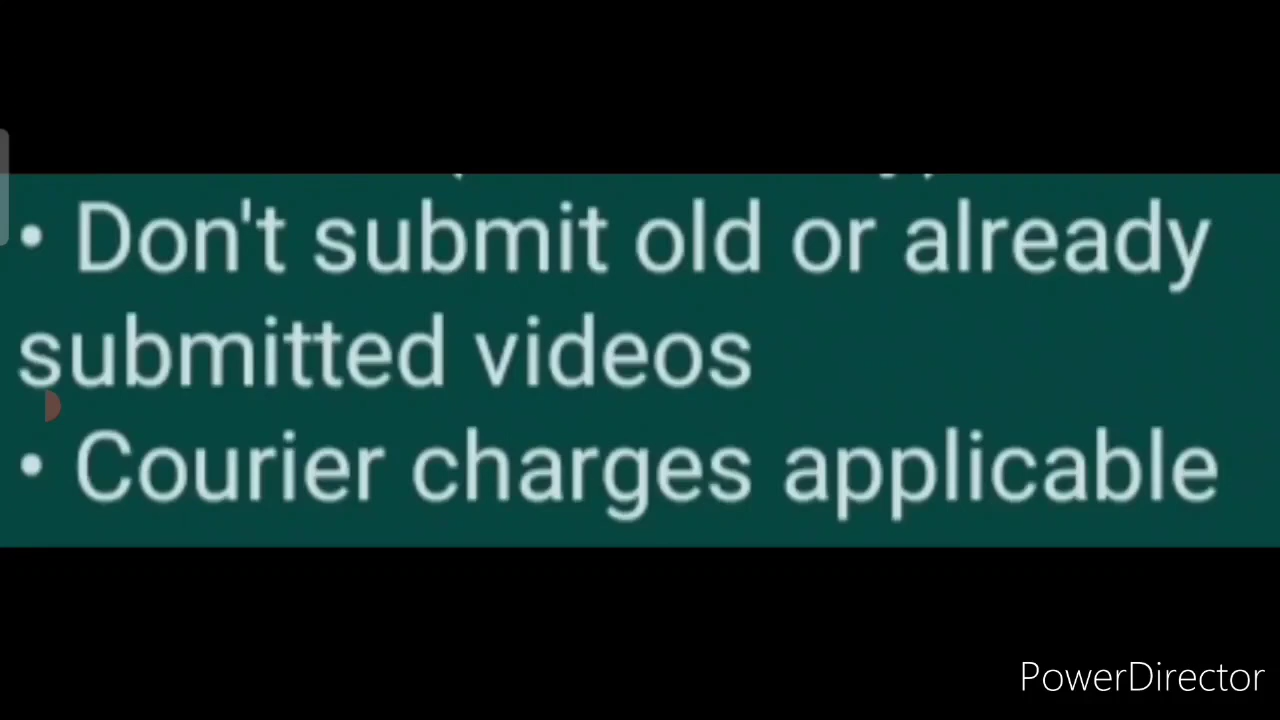 • Don't submit old or already
submitted videos
• Courier charges applicable
PowerDirector